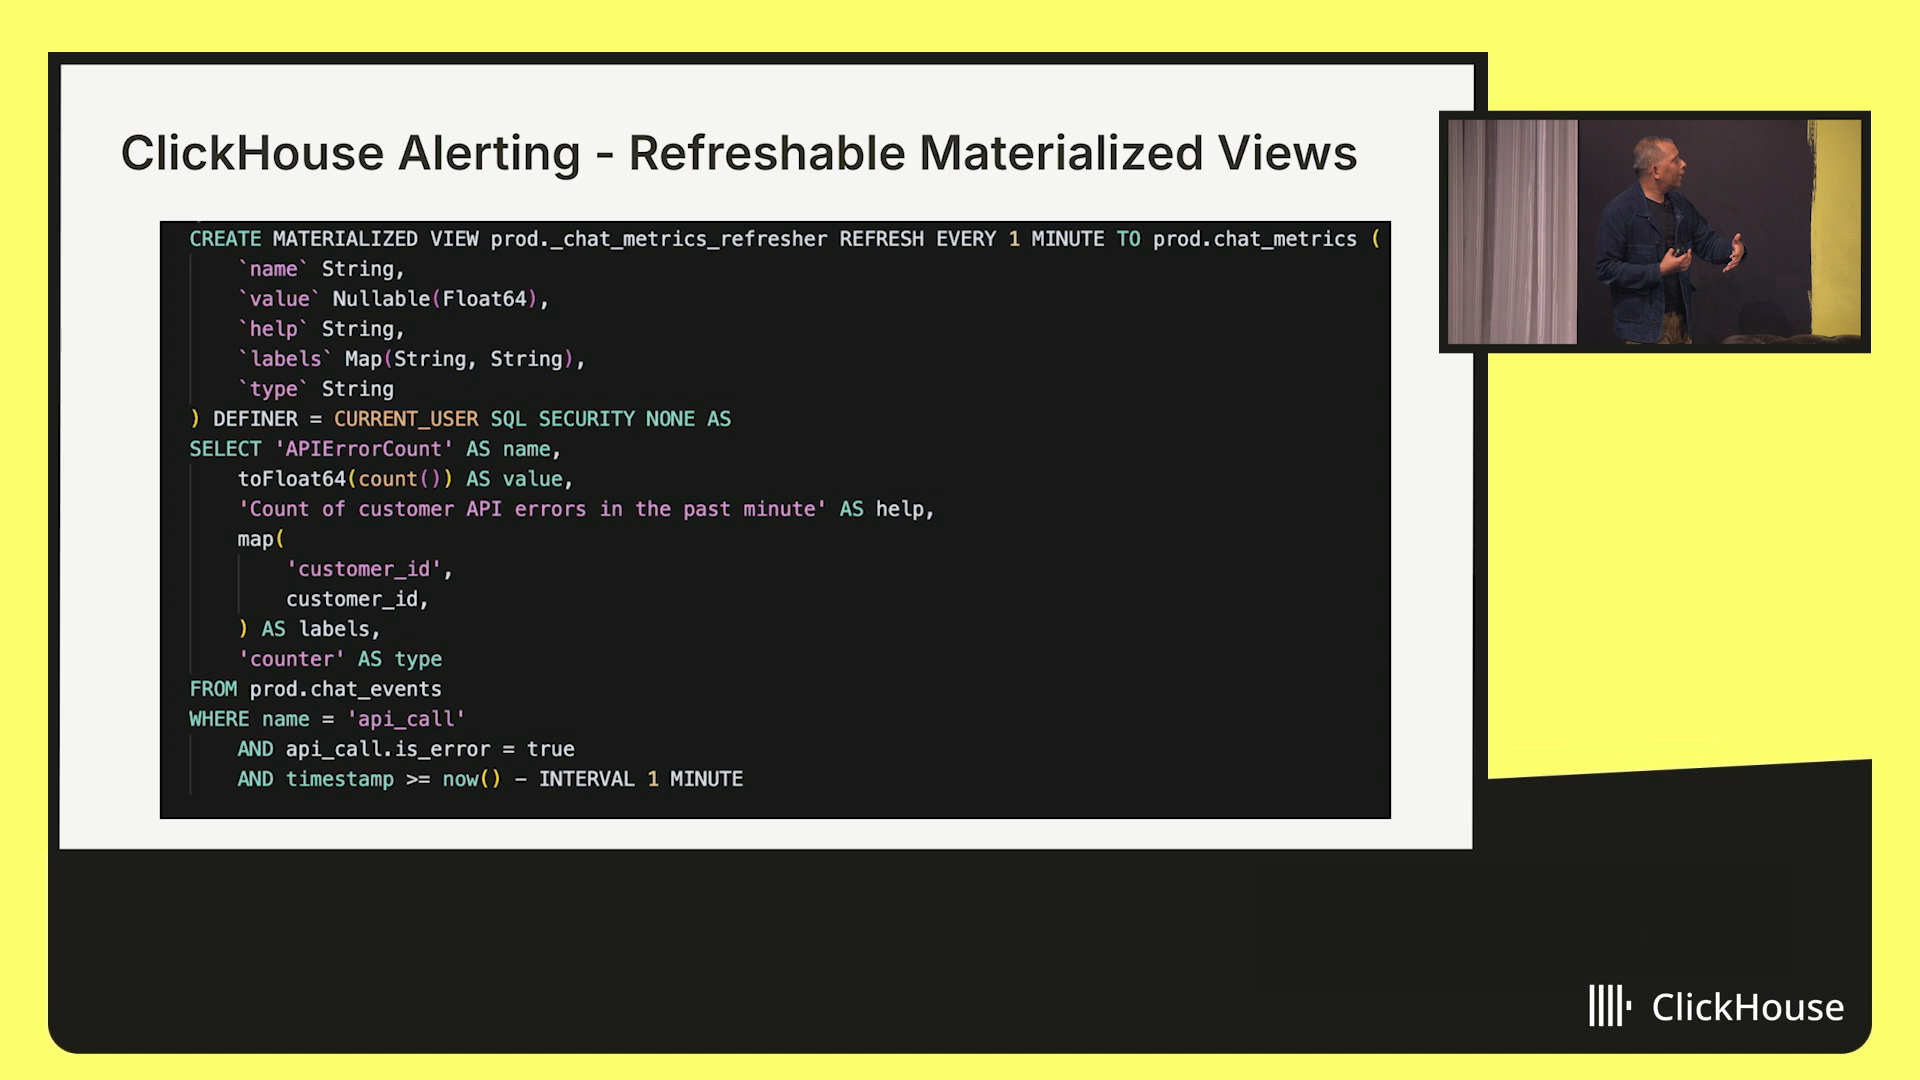 ClickHouse Alerting - Refreshable Materialized Views
CREATE MATERIALIZED VIEW prod._chat_metrics_refresher REFRESH EVERY 1 MINUTE TO prod.chat_metrics (
`name` String,
`value` Nullable(Float64),
`help` String,
`labels` Map(String, String),
`type` String
) DEFINER = CURRENT_USER SQL SECURITY NONE AS
SELECT 'APIErrorCount' AS name,
toFloat64(count()) AS value,
'Count of customer API errors in the past minute' AS help,
map(
'customer_id',
customer_id,
) AS labels,
'counter' AS type
FROM prod.chat_events
WHERE name = 'api_call'
AND api_call.is_error = true
AND timestamp >= now() – INTERVAL 1 MINUTE
ClickHouse